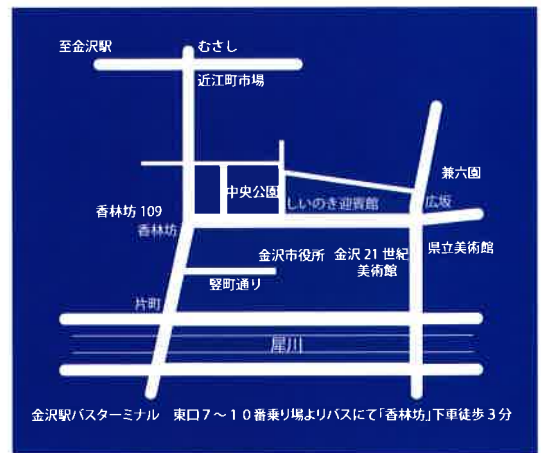 至金沢駅
むさし
近江町市場
兼六園
中央公園
しいのき迎賓館
広坂
香林坊 109
香林坊
県立美術館
金沢市役所
金沢 21 世紀
美術館
竪町通り
片町
犀川
金沢駅バスターミナル　東口７～１０番乗り場よりバスにて「香林坊」下車徒歩３分